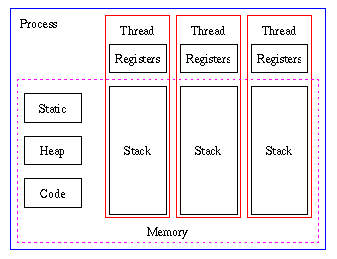 Process
Thread
Thread
Thread
Registers
Registers
Registers
Static
Heap
Code
Stack
Stack
Stack
Memory